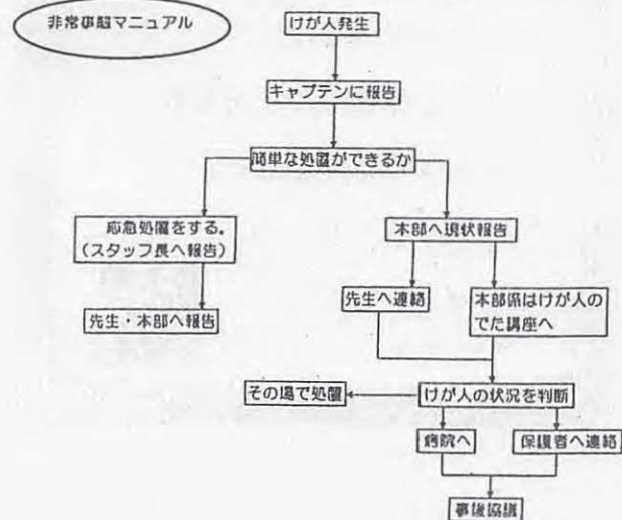 非常事態マニュアル
けが人発生
キャプテンに報告
簡単な処置ができるか
応急処置をする。
(スタッフ長へ報告)
本部へ現状報告
先生・本部へ報告
先生へ連絡
本部県はけが人の
でた講座へ
その場で処置
けが人の状況を判断
病院へ
保護者へ連絡
事後協議